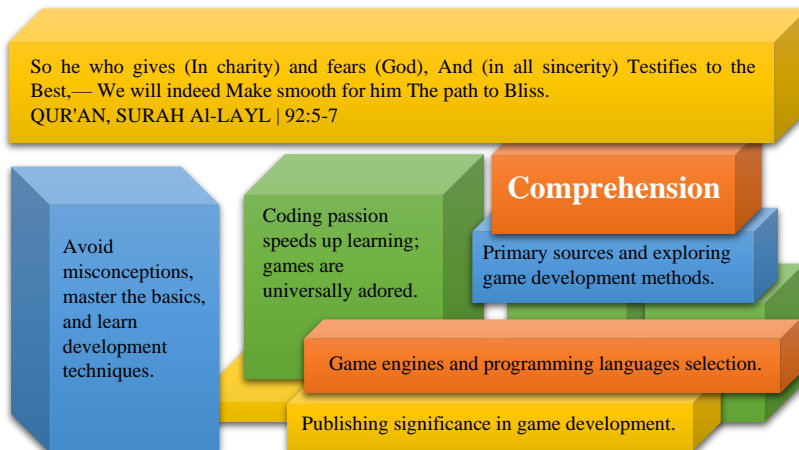 So he who gives (In charity) and fears (God), And (in all sincerity) Testifies to the
Best,— We will indeed Make smooth for him The path to Bliss.
QUR'AN, SURAH Al-LAYL | 92:5-7
Comprehension
Avoid
misconceptions,
master the basics,
and learn
development
techniques.
Coding passion
speeds up learning;
games are
universally adored.
Primary sources and exploring
game development methods.
Game engines and programming languages selection.
Publishing significance in game development.